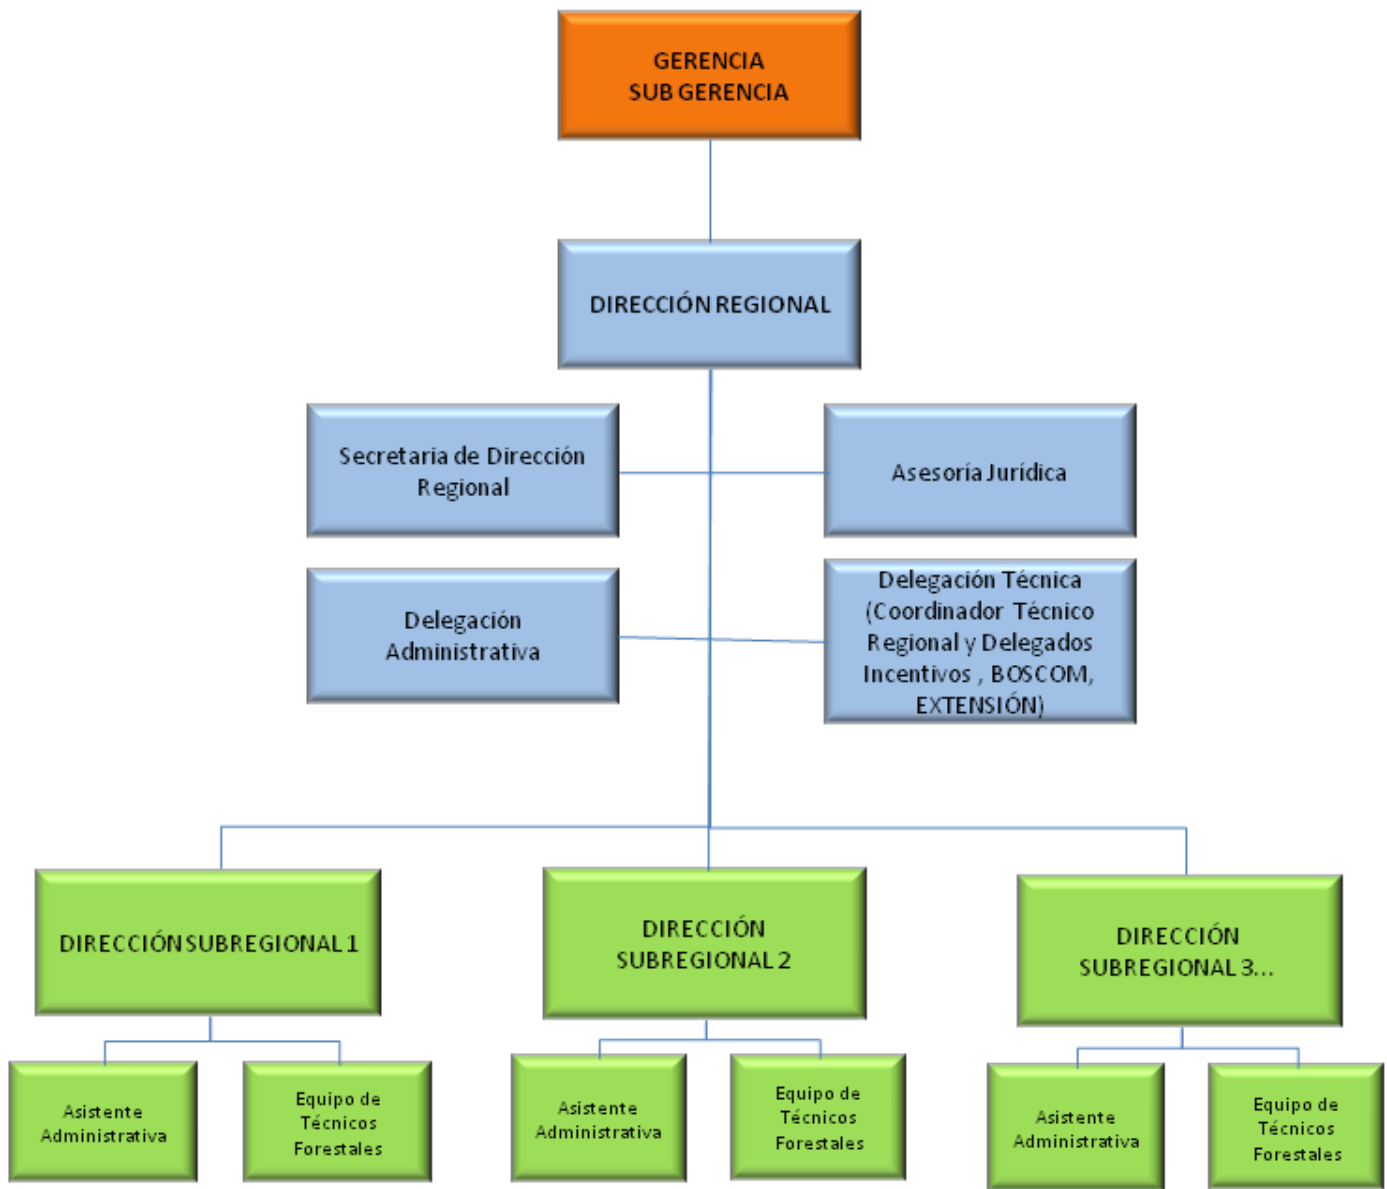 GERENCIA
SUB GERENCIA
DIRECCIÓN REGIONAL
Secretaria de Dirección
Regional
Asesoría Jurídica
Delegación
Administrativa
Delegación Técnica
(Coordinador Técnico
Regional y Delegados
Incentivos , BOSCOM,
EXTENSIÓN)
DIRECCIÓN SUBREGIONAL 1
DIRECCIÓN
SUBREGIONAL 2
DIRECCIÓN
SUBREGIONAL 3...
Asistente
Administrativa
Equipo de
Técnicos
Forestales
Asistente
Administrativa
Equipo de
Técnicos
Forestales
Asistente
Administrativa
Equipo de
Técnicos
Forestales